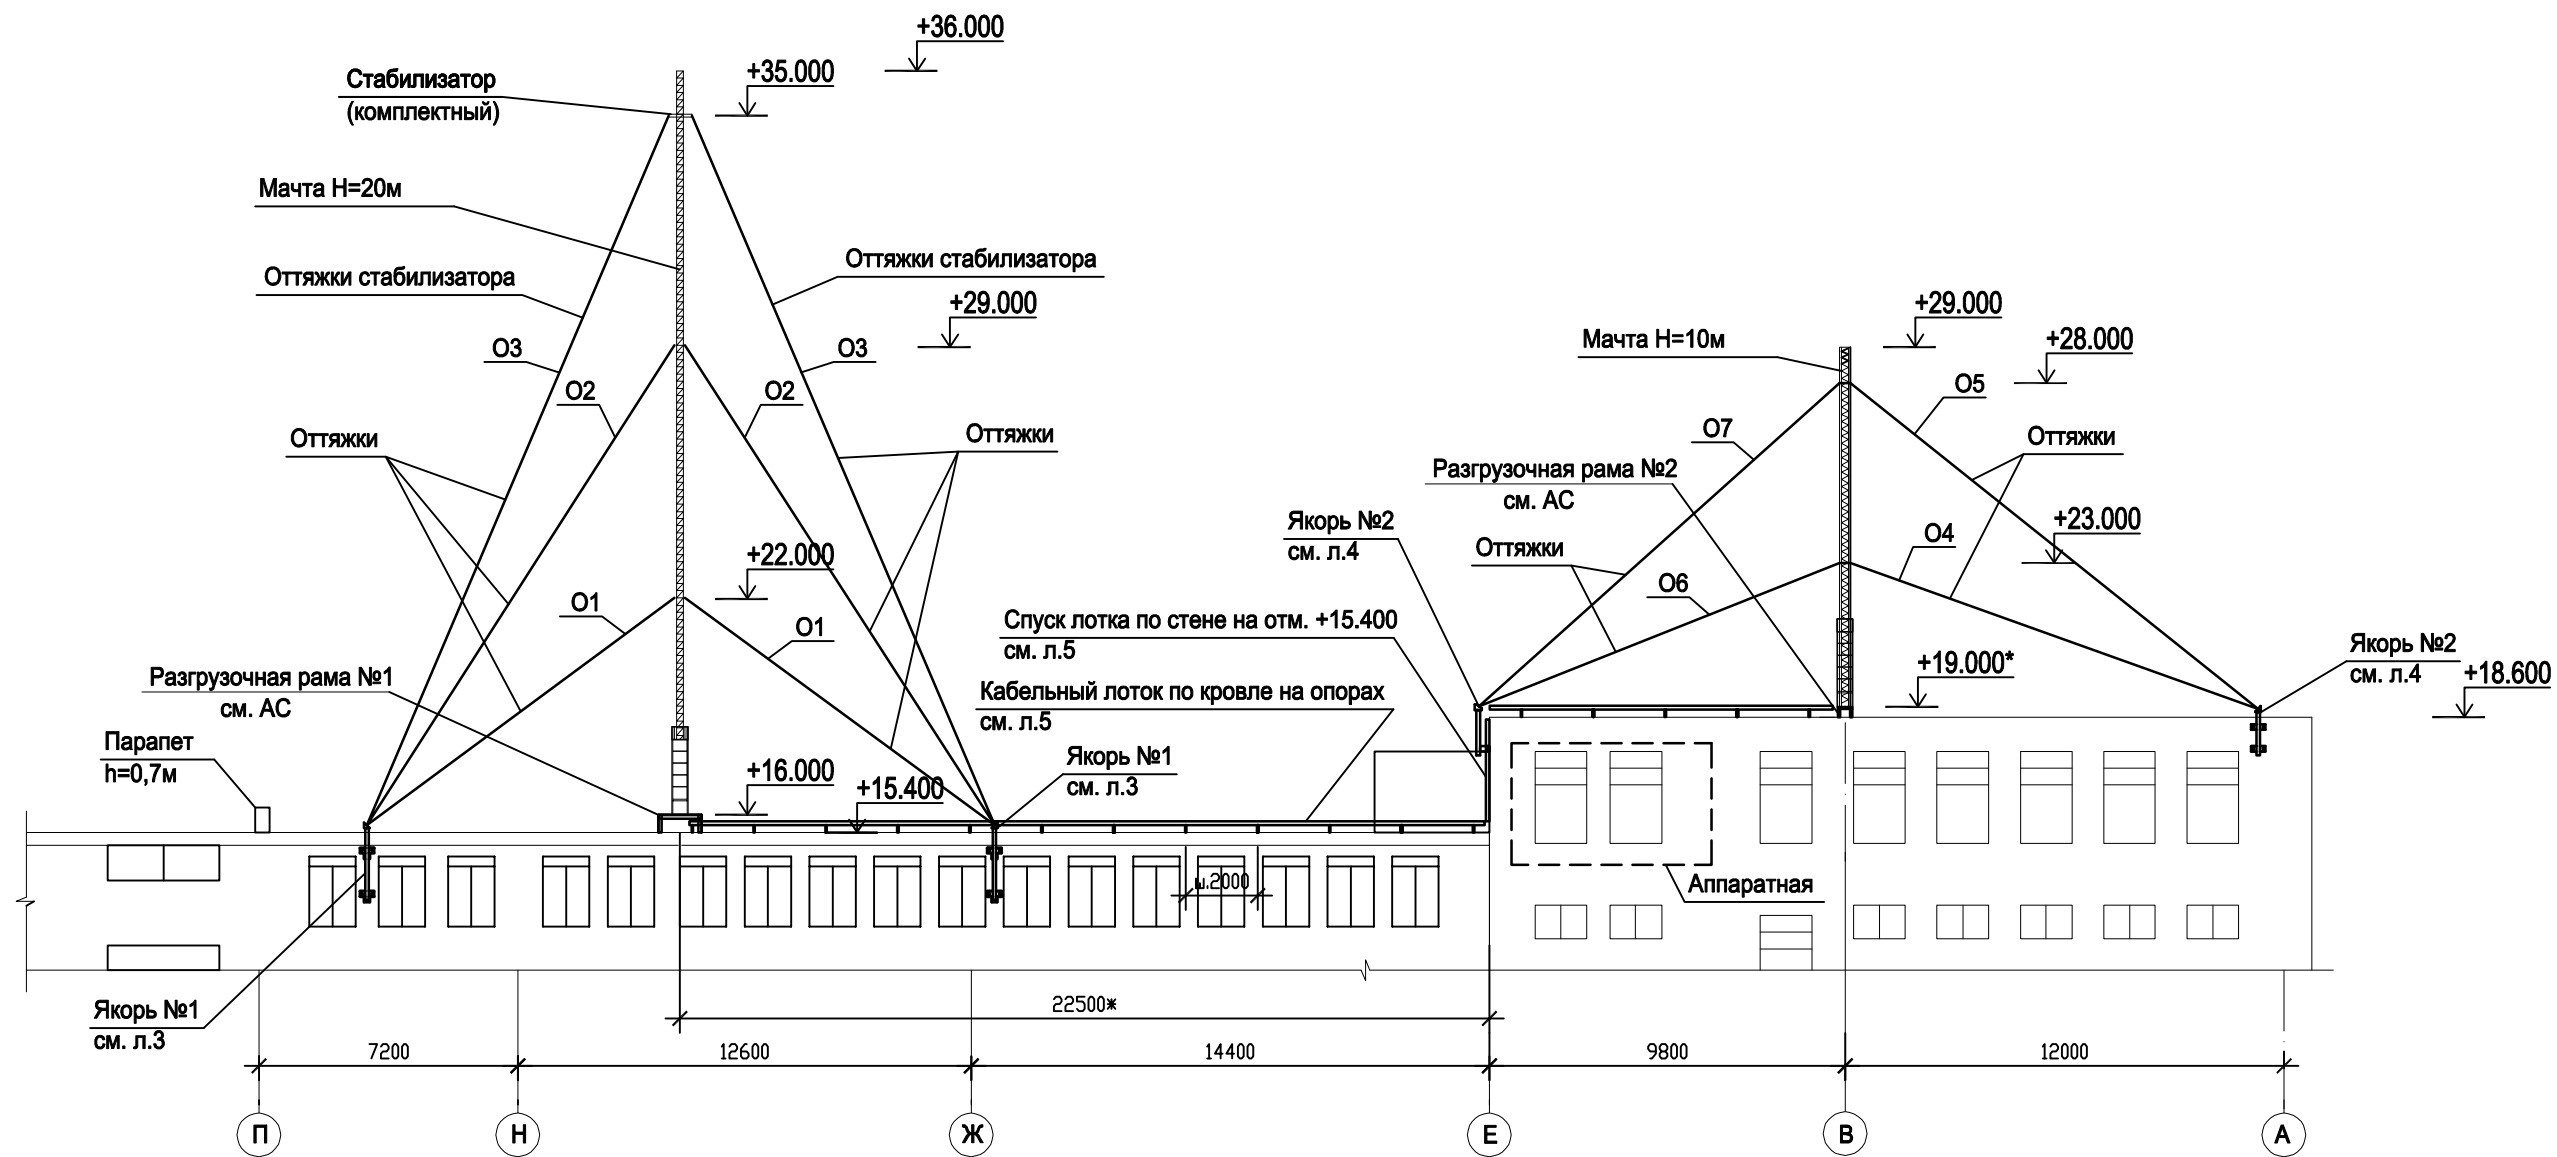 +36.000
Стабилизатор
(комплектный)
+35.000
Мачта Н=20м
Оттяжки стабилизатора
Оттяжки стабилизатора
+29.000
+29.000
Мачта Н=10м
+28.000
О3
О3
О2
О2
О5
О7
Оттяжки
Оттяжки
Оттяжки
Разгрузочная рама №2
см. АС
Якорь №2
см. л.4
+23.000
О4
Оттяжки
+22.000
О6
О1
О1
Спуск лотка по стене на отм. +15.400
см. л.5
Якорь №2
см. л.4
+19.000*
+18.600
Разгрузочная рама №1
см. АС
Кабельный лоток по кровле на опорах
см. л.5
Парапет
h=0,7м
Якорь №1
см. л.3
+16.000
+15.400
ш.2000
Аппаратная
Якорь №1
см. л.3
22500*
7200
12600
14400
9800
12000
П
Н
Ж
Е
В
А